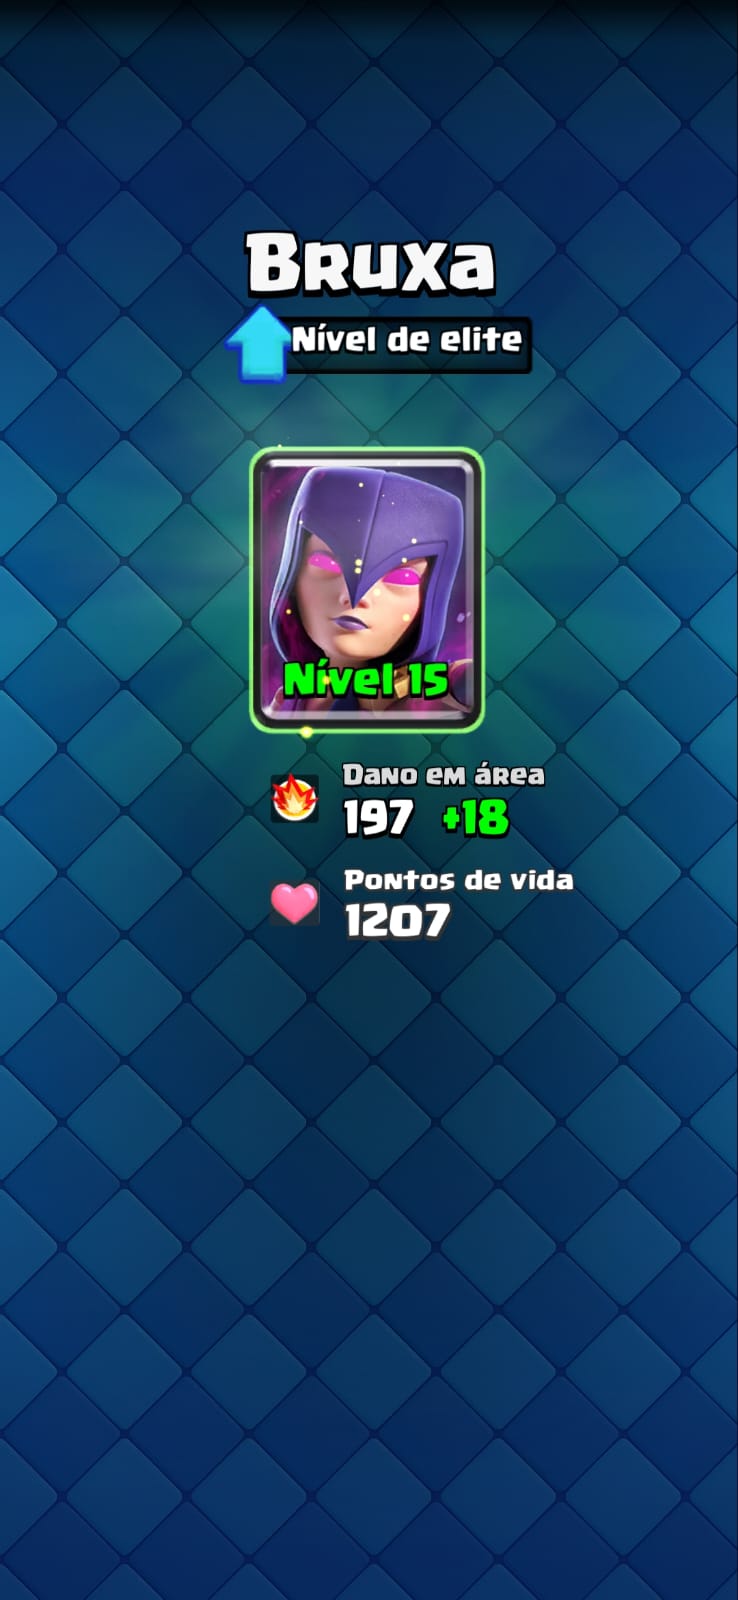 Bruxa
Nível de elite
Nível 15
Dano em área
197 +18
Pontos de vida
1207